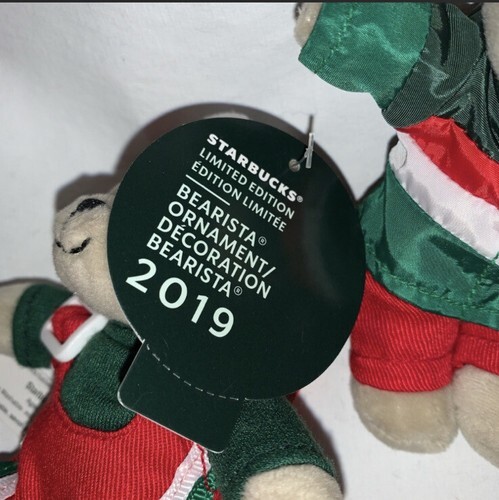 STARBUCKS®
LIMITED EDITION
ÉDITION LIMITÉE
BEARISTA®
ORNAMENT/
DÉCORATION
BEARISTA®
2019